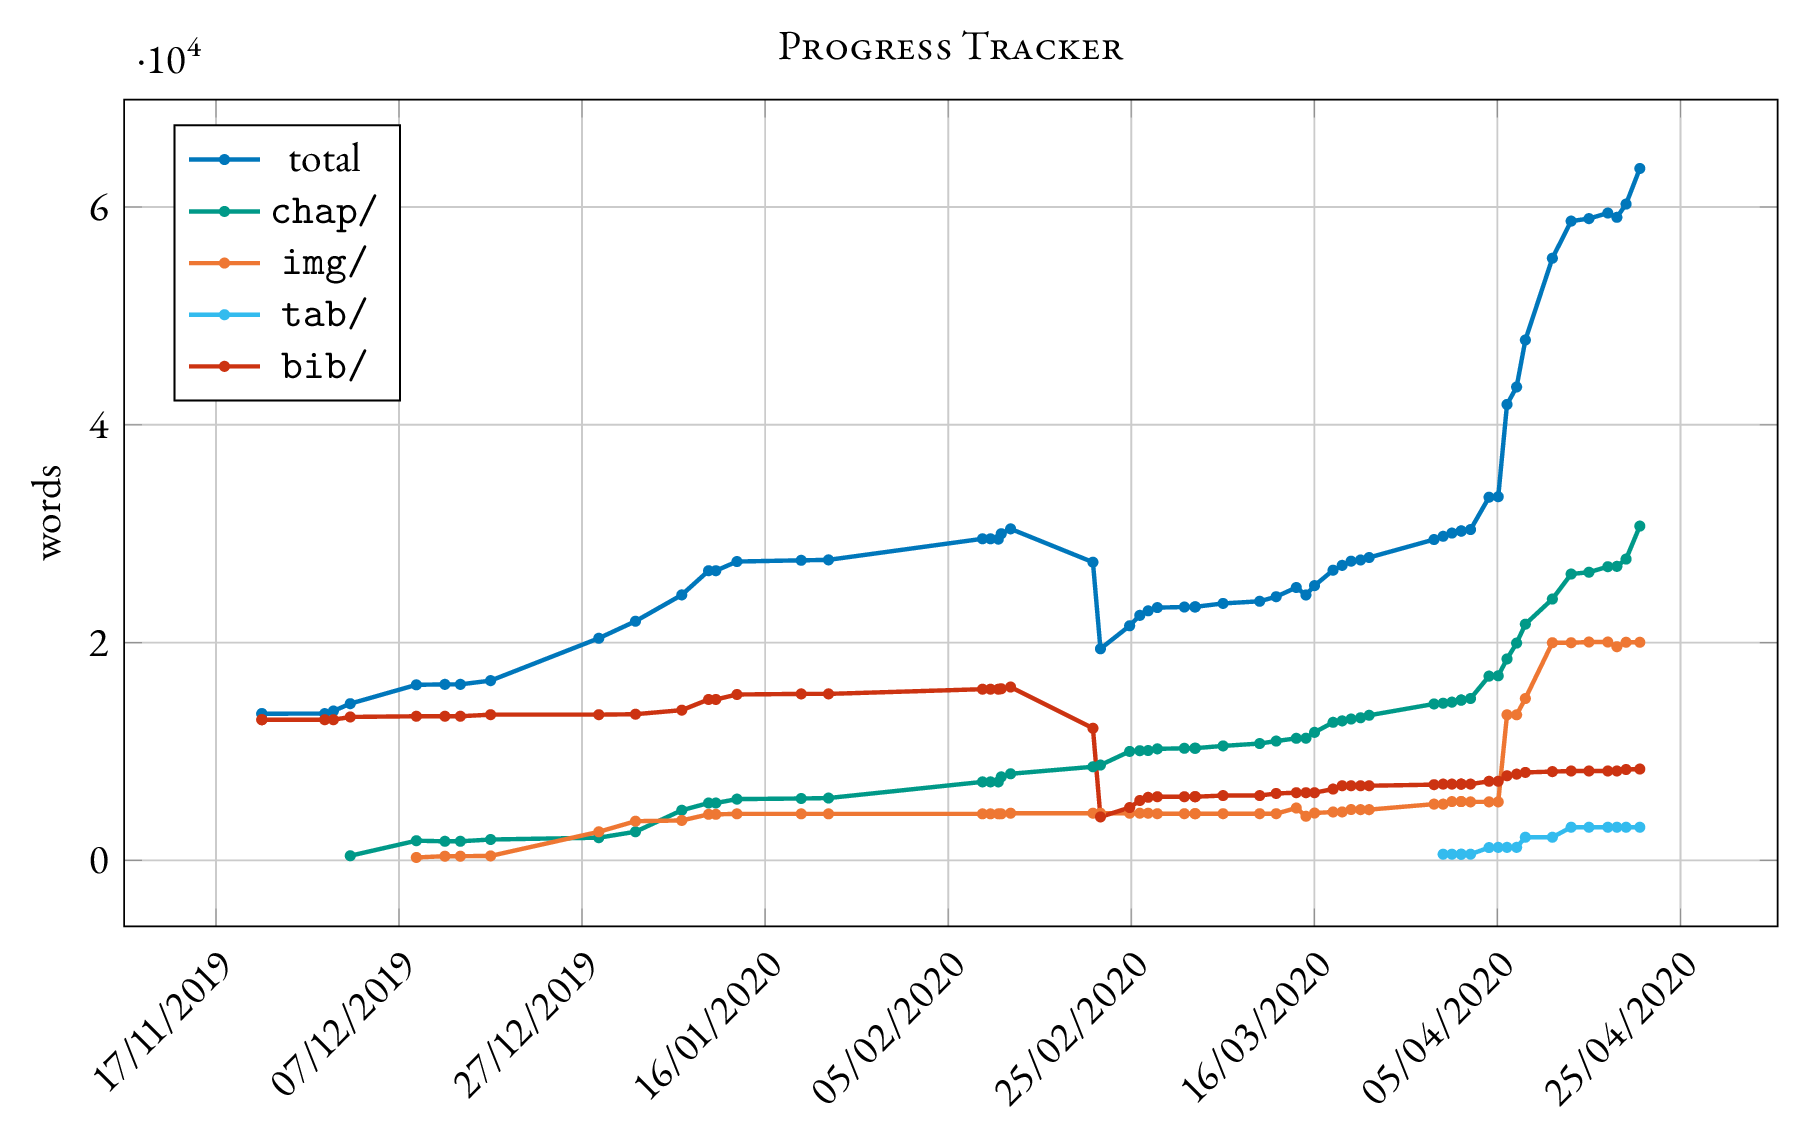 PROGRESS TRACKER
·10⁴
total
chap/
img/
tab/
bib/
6
4
2
0
words
17/11/2019
07/12/2019
27/12/2019
16/01/2020
05/02/2020
25/02/2020
16/03/2020
05/04/2020
25/04/2020